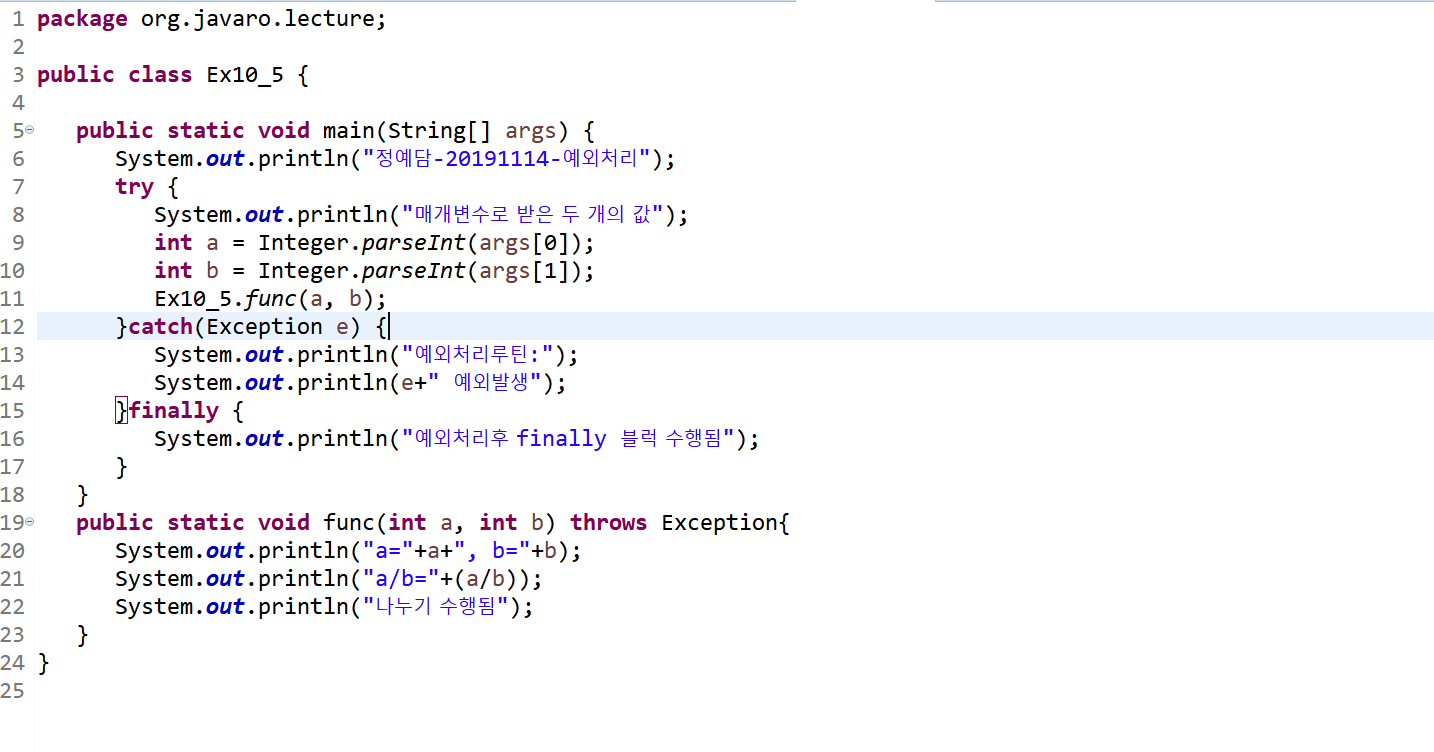 1 package org.javaro.lecture;
2
3 public class Ex10_5 {
4
5 public static void main(String[] args) {
6 System.out.println("정예담-20191114-예외처리");
7 try {
8 System.out.println("매개변수로 받은 두 개의 값");
9 int a = Integer.parseInt(args[0]);
10 int b = Integer.parseInt(args[1]);
11 Ex10_5.func(a, b);
12 }catch(Exception e) {
13 System.out.println("예외처리루틴:");
14 System.out.println(e+" 예외발생");
15 }finally {
16 System.out.println("예외처리후 finally 블럭 수행됨");
17 }
18 }
19 public static void func(int a, int b) throws Exception{
20 System.out.println("a="+a+", b="+b);
21 System.out.println("a/b="+(a/b));
22 System.out.println("나누기 수행됨");
23 }
24 }
25